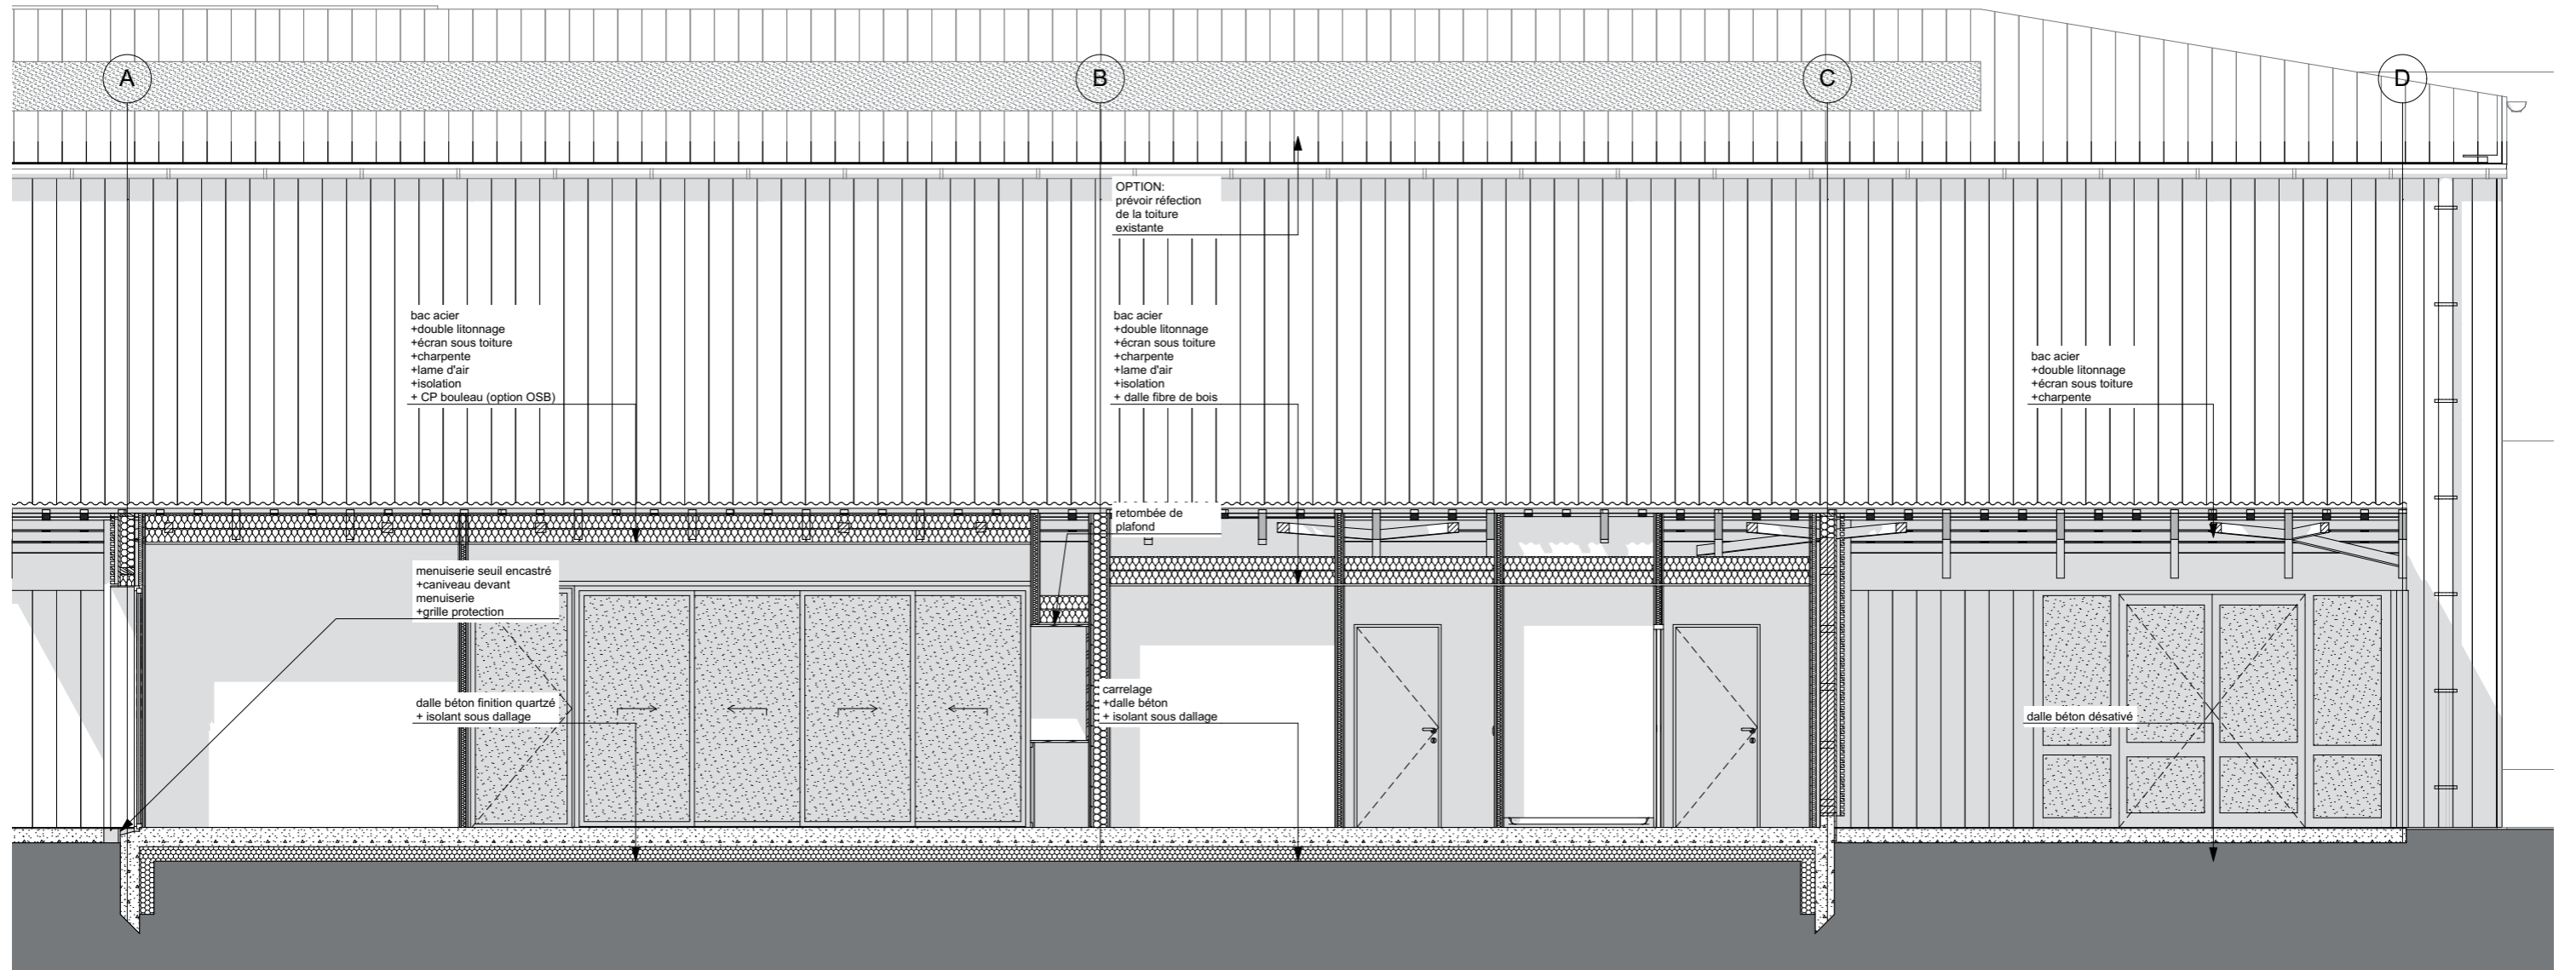 A
B
C
D
OPTION:
prévoir réfection
de la toiture
existante
bac acier
+double litonnage
+écran sous toiture
+charpente
+lame d'air
+isolation
+ CP bouleau (option OSB)
bac acier
+double litonnage
+écran sous toiture
+charpente
+lame d'air
+isolation
+ dalle fibre de bois
bac acier
+double litonnage
+écran sous toiture
+charpente
retombée de
plafond
menuiserie seuil encastré
+caniveau devant
menuiserie
+grille protection
dalle béton finition quartzé
+ isolant sous dallage
carrelage
+dalle béton
+ isolant sous dallage
dalle béton désativé